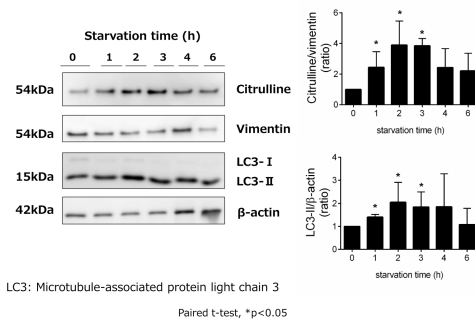 Starvation time (h)
0 1 2 3 4 6
54kDa Citrulline
54kDa Vimentin
LC3-Ⅰ
15kDa LC3-Ⅱ
42kDa β-actin
LC3: Microtubule-associated protein light chain 3
Paired t-test, *p<0.05
Citrulline/vimentin
(ratio)
6
4
2
0
* * *
0 1 2 3 4 6
starvation time (h)
LC3-II/β-actin
(ratio)
4
3
2
1
0
* * *
0 1 2 3 4 6
starvation time (h)